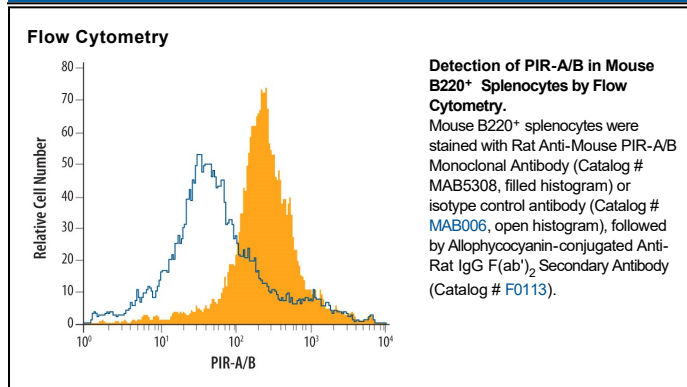 Flow Cytometry
80
70
60
50
40
30
20
10
0
Relative Cell Number
10⁰ 10¹ 10² 10³ 10⁴
PIR-A/B
Detection of PIR-A/B in Mouse
B220⁺ Splenocytes by Flow
Cytometry.
Mouse B220⁺ splenocytes were
stained with Rat Anti-Mouse PIR-A/B
Monoclonal Antibody (Catalog #
MAB5308, filled histogram) or
isotype control antibody (Catalog #
MAB006, open histogram), followed
by Allophycocyanin-conjugated Anti-
Rat IgG F(ab')₂ Secondary Antibody
(Catalog # F0113).